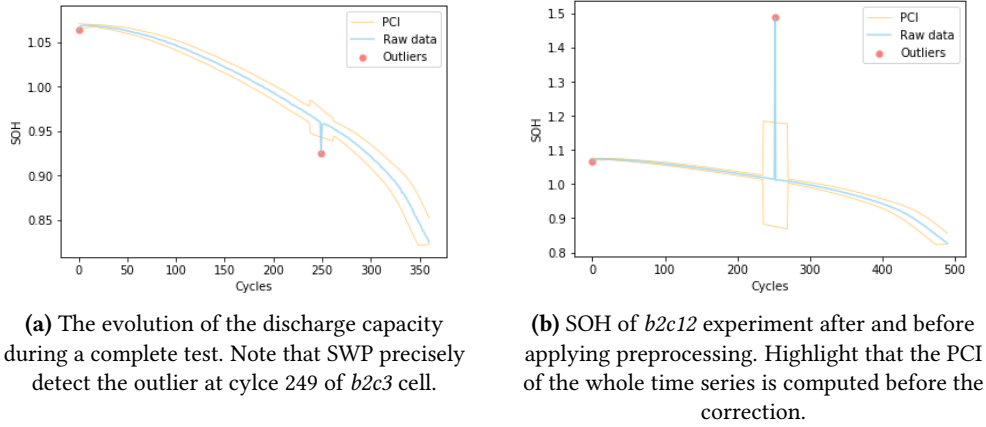 1.05
1.00
0.95
0.90
0.85
SOH
0
50
100
150
200
250
300
350
Cycles
PCI
Raw data
Outliers
1.5
1.4
1.3
1.2
1.1
1.0
0.9
0.8
SOH
0
100
200
300
400
500
Cycles
PCI
Raw data
Outliers
(a) The evolution of the discharge capacity
during a complete test. Note that SWP precisely
detect the outlier at cylce 249 of b2c3 cell.
(b) SOH of b2c12 experiment after and before
applying preprocessing. Highlight that the PCI
of the whole time series is computed before the
correction.